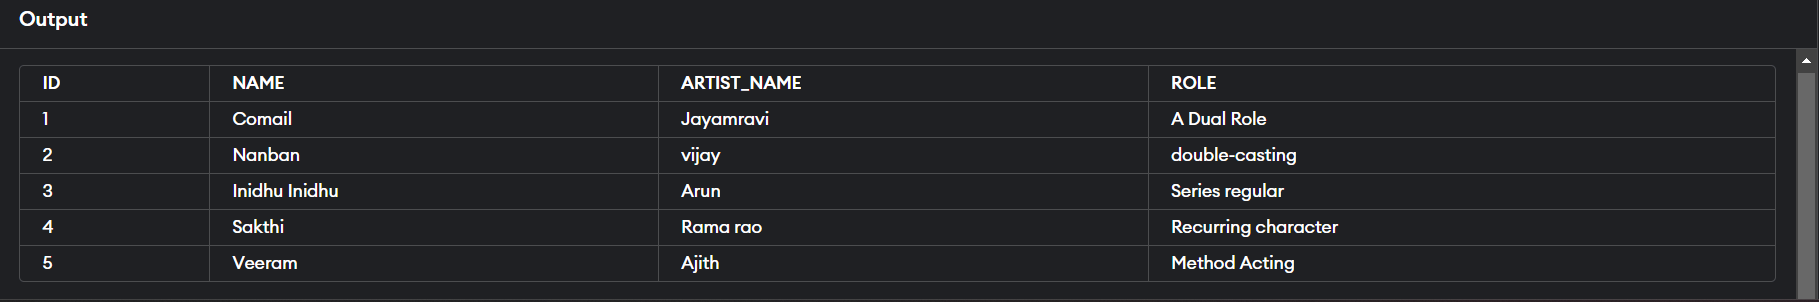 Output
ID NAME ARTIST_NAME ROLE
1 Comail Jayamravi A Dual Role
2 Nanban vijay double-casting
3 Inidhu Inidhu Arun Series regular
4 Sakthi Rama rao Recurring character
5 Veeram Ajith Method Acting